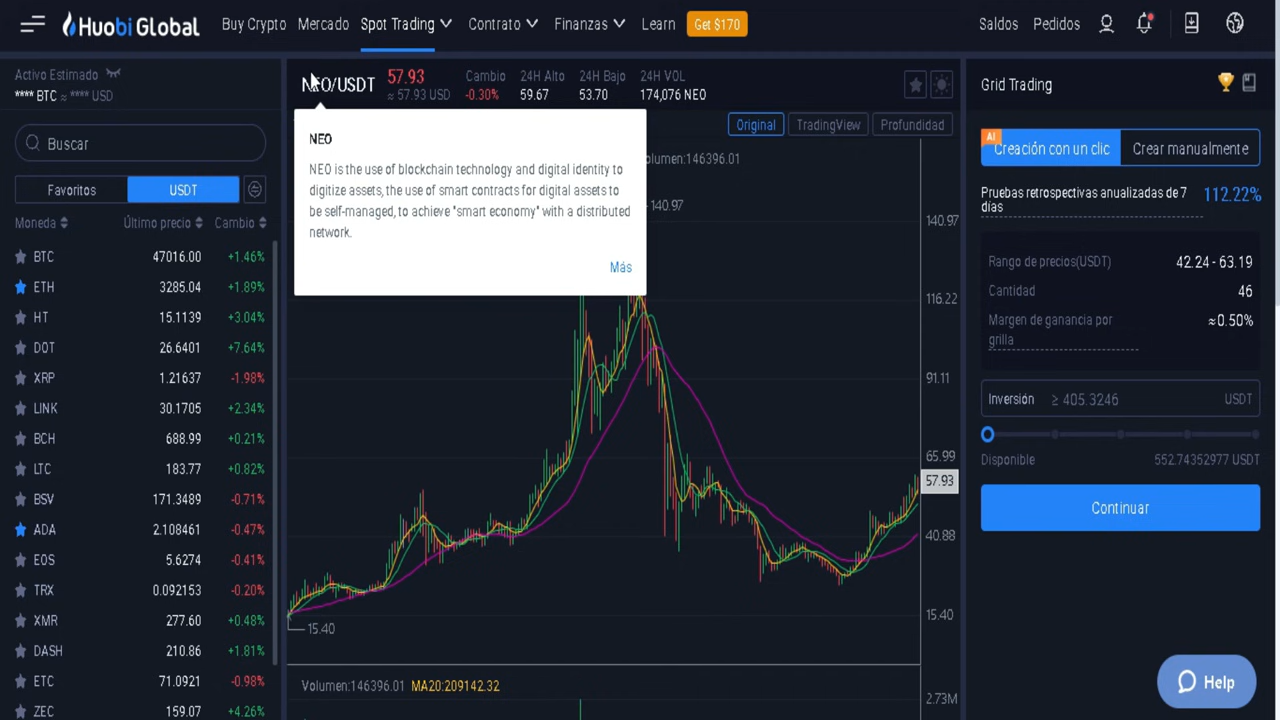 Huobi Global
Buy Crypto Mercado Spot Trading Contrato Finanzas Learn Get $170 Saldos Pedidos
Activo Estimado
**** BTC ≈ **** USD
Buscar
Favoritos USDT
Moneda Último precio Cambio
BTC 47016.00 +1.46%
ETH 3285.04 +1.89%
HT 15.1139 +3.04%
DOT 26.6401 +7.64%
XRP 1.21637 -1.98%
LINK 30.1705 +2.34%
BCH 688.99 +0.21%
LTC 183.77 +0.82%
BSV 171.3489 -0.71%
ADA 2.108461 -0.47%
EOS 5.6274 -0.41%
TRX 0.092153 -0.20%
XMR 277.60 +0.48%
DASH 210.86 +1.81%
ETC 71.0921 -0.98%
ZEC 159.07 +4.26%
NEO/USDT
57.93
≈ 57.93 USD
Cambio
-0.30%
24H Alto
59.67
24H Bajo
53.70
24H VOL
174,076 NEO
Original TradingView Profundidad
NEO
NEO is the use of blockchain technology and digital identity to
digitize assets, the use of smart contracts for digital assets to
be self-managed, to achieve "smart economy" with a distributed
network.
Más
olumen:146396.01
140.97
140.97
116.22
91.11
65.99
57.93
40.88
15.40
15.40
Volumen:146396.01 MA20:209142.32
2.73M
Grid Trading
AI
Creación con un clic Crear manualmente
Pruebas retrospectivas anualizadas de 7
días
112.22%
Rango de precios(USDT) 42.24 - 63.19
Cantidad 46
Margen de ganancia por
grilla
≈0.50%
Inversión ≥ 405.3246 USDT
Disponible 552.74352977 USDT
Continuar
Help